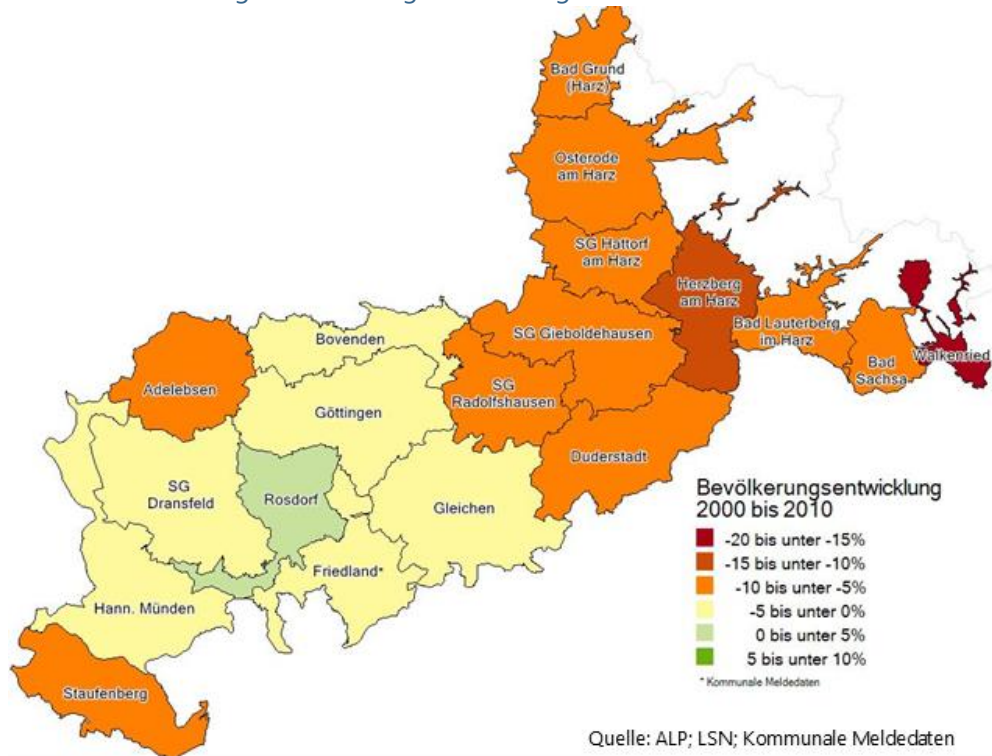 Bad Grund
(Harz)
Osterode
am Harz
SG Hattorf
am Harz
Herzberg
am Harz
SG Gieboldehausen
Bad Lauterberg
im Harz
Walkenried
Bad
Sachsa
Bovenden
Adelebsen
SG
Radolfshausen
Göttingen
Duderstadt
SG
Dransfeld
Rosdorf
Gleichen
Friedland*
Hann. Münden
Staufenberg
Bevölkerungsentwicklung
2000 bis 2010
-20 bis unter -15%
-15 bis unter -10%
-10 bis unter -5%
-5 bis unter 0%
0 bis unter 5%
5 bis unter 10%
* Kommunale Meldedaten
Quelle: ALP; LSN; Kommunale Meldedaten